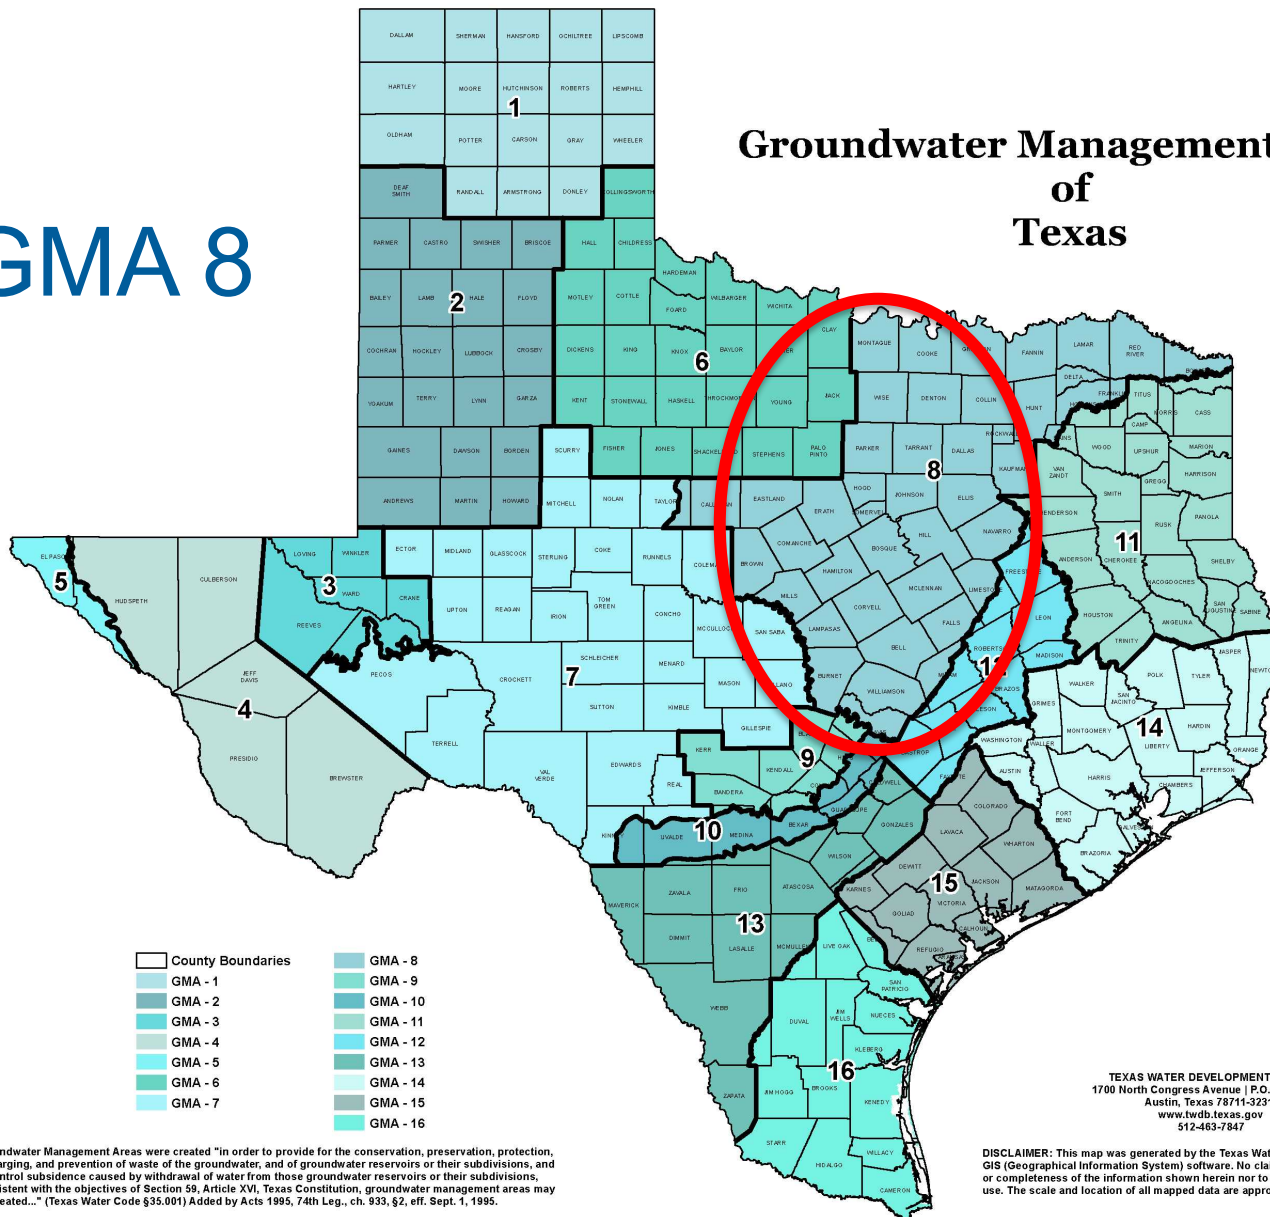 GMA 8
Groundwater Management
of
Texas
DALLAM SHERMAN HANSFORD OCHILTREE LIPSCOMB
HARTLEY MOORE HUTCHINSON ROBERTS HEMPHILL
1
OLDHAM POTTER CARSON GRAY WHEELER
DEAF
SMITH
RANDALL ARMSTRONG DONLEY OLLINGSWORTH
PARMER CASTRO SWISHER BRISCOE HALL CHILDRESS
HARDEMAN
BAILEY LAMB 2 HALE FLOYD MOTLEY COTTLE FOARD WILBARGER WICHITA
CLAY
COCHRAN HOCKLEY LUBBOCK CROSBY DICKENS KING KNOX 6 BAYLOR
MONTAGUE COOKE FANNIN LAMAR RED
RIVER
DELTA
YOAKUM TERRY LYNN GARZA KENT STONEWALL HASKELL YOUNG JACK
WISE DENTON COLLIN HUNT FRANKLI TITUS CASS
CAMP
GAINES DAWSON BORDEN SCURRY FISHER JONES STEPHENS PALO
PINTO
PARKER TARRANT DALLAS 8 KAUFMAN
VAN
ZANDT
WOOD UPSHUR MARION
HARRISON
GREGG
ANDREWS MARTIN HOWARD MITCHELL NOLAN TAYLOR EASTLAND HOOD JOHNSON ELLIS
SMITH RUSK PANOLA
ERATH NAVARRO
COMANCHE BOSQUE HILL
ANDERSON CHEROKEE 11 SHELBY
EL PASO HUDSPETH CULBERSON LOVING WINKLER ECTOR MIDLAND GLASSCOCK STERLING COKE RUNNELS BROWN
5
3 WARD CRANE
REEVES UPTON REAGAN IRION TOM
GREEN
CONCHO
HAMILTON
MILLS MCLENNAN
CORYELL
LAMPASAS FALLS
SAN SABA
BELL
LEON
MADISON
HOUSTON
TRINITY
ANGELINA
NACOGDOCHES
SAN
AUGUSTINE
SABINE
JEFF
DAVIS
4
PECOS CROCKETT SCHLEICHER 7 MENARD MASON
SUTTON KIMBLE GILLESPIE
BURNET
WILLIAMSON
BRAZOS
GRIMES WALKER SAN
JACINTO
POLK TYLER JASPER
PRESIDIO BREWSTER TERRELL VAL
VERDE
EDWARDS REAL KERR
KENDALL 9
BANDERA
WASHINGTON WALLER MONTGOMERY 14 LIBERTY HARDIN
ORANGE
JEFFERSON
AUSTIN HARRIS CHAMBERS
UVALDE 10 MEDINA BEXAR
GONZALES
COLORADO
LAVACA
FORT
BEND
WHARTON
BRAZORIA
MAVERICK ZAVALA FRIO ATASCOSA WILSON KARNES DEWITT
15 JACKSON MATAGORDA
VICTORIA
GOLIAD
CALHOUN
REFUGIO
DIMMIT LASALLE 13 MCMULLEN LIVE OAK
WEBB SAN
PATRICIO
DUVAL JIM
WELLS
NUECES
KLEBERG
16
ZAPATA JIM HOGG BROOKS KENEDY
STARR HIDALGO WILLACY
CAMERON
County Boundaries
GMA - 1
GMA - 2
GMA - 3
GMA - 4
GMA - 5
GMA - 6
GMA - 7
GMA - 8
GMA - 9
GMA - 10
GMA - 11
GMA - 12
GMA - 13
GMA - 14
GMA - 15
GMA - 16
TEXAS WATER DEVELOPMENT
1700 North Congress Avenue | P.O.
Austin, Texas 78711-3231
www.twdb.texas.gov
512-463-7847
ndwater Management Areas were created "in order to provide for the conservation, preservation, protection,
arging, and prevention of waste of the groundwater, and of groundwater reservoirs or their subdivisions, and
ntrol subsidence caused by withdrawal of water from those groundwater reservoirs or their subdivisions,
istent with the objectives of Section 59, Article XVI, Texas Constitution, groundwater management areas may
eated..." (Texas Water Code §35.001) Added by Acts 1995, 74th Leg., ch. 933, §2, eff. Sept. 1, 1995.
DISCLAIMER: This map was generated by the Texas Wat
GIS (Geographical Information System) software. No clai
or completeness of the information shown herein nor to
use. The scale and location of all mapped data are appro